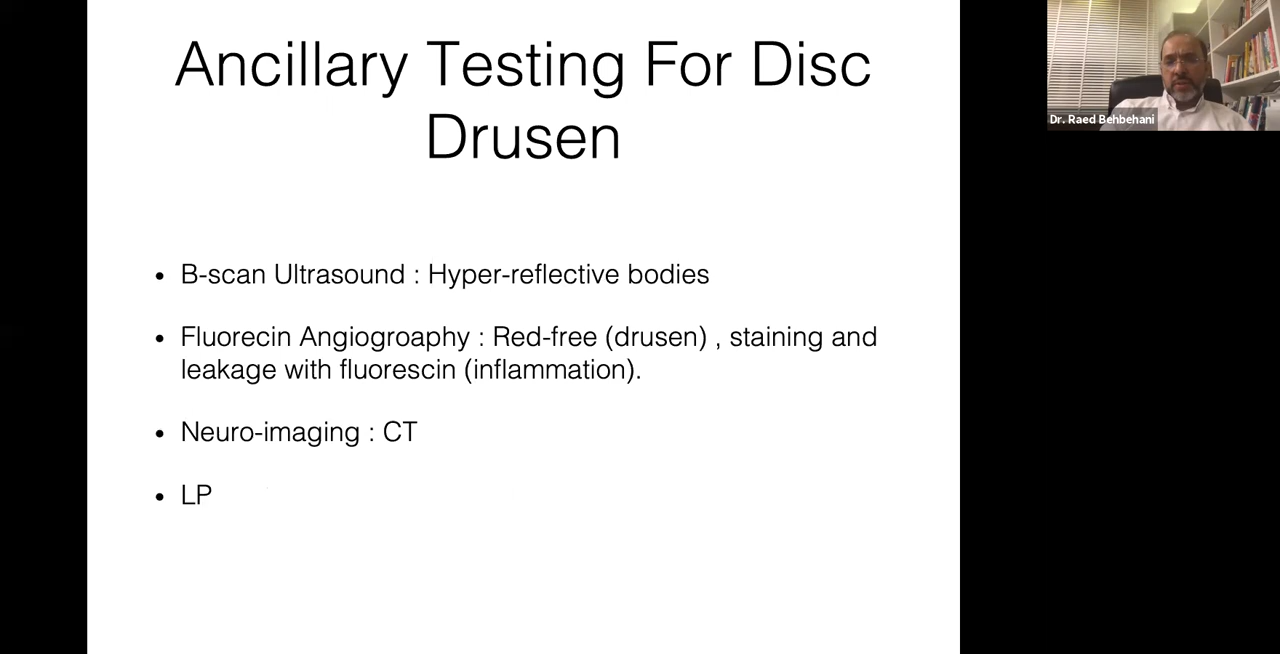 Ancillary Testing For Disc
Drusen
• B-scan Ultrasound : Hyper-reflective bodies
• Fluorecin Angiogroaphy : Red-free (drusen) , staining and
leakage with fluorescin (inflammation).
• Neuro-imaging : CT
• LP
Dr. Raed Behbehani